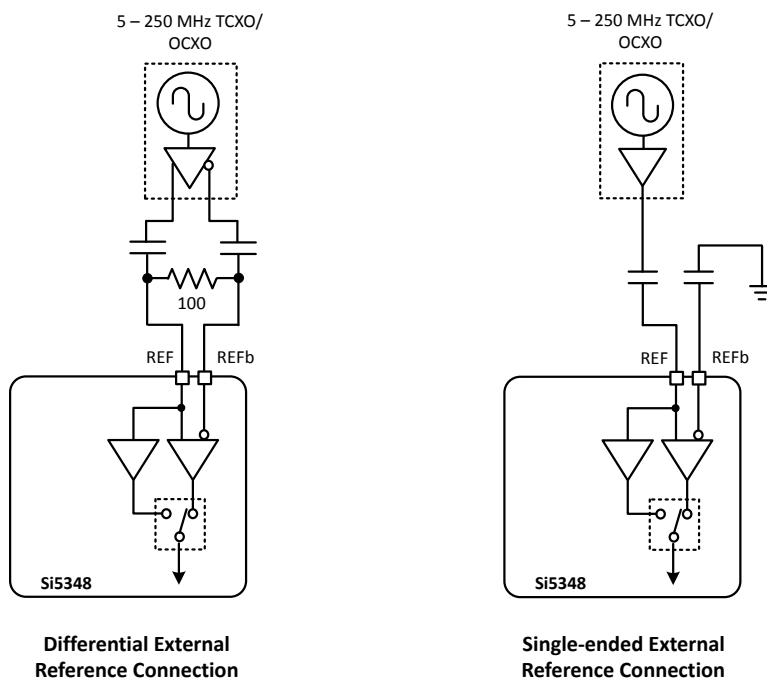 5 – 250 MHz TCXO/
OCXO
100
REF
REFb
Si5348
Differential External
Reference Connection
5 – 250 MHz TCXO/
OCXO
REF
REFb
Si5348
Single-ended External
Reference Connection